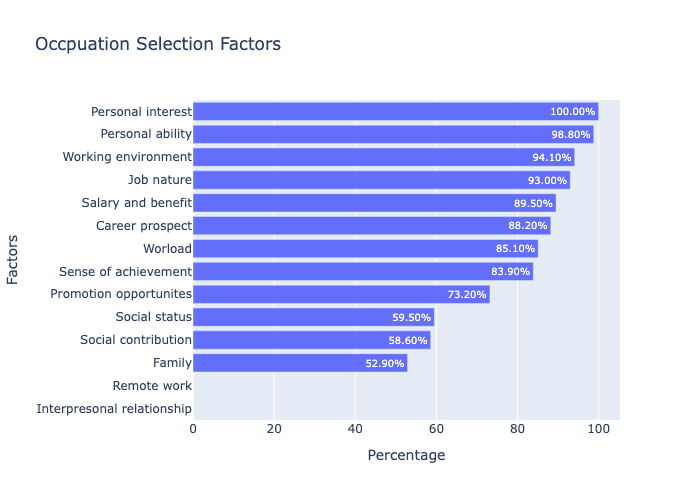 Occpuation Selection Factors
Factors
Personal interest 100.00%
Personal ability 98.80%
Working environment 94.10%
Job nature 93.00%
Salary and benefit 89.50%
Career prospect 88.20%
Worload 85.10%
Sense of achievement 83.90%
Promotion opportunites 73.20%
Social status 59.50%
Social contribution 58.60%
Family 52.90%
Remote work
Interpresonal relationship
0 20 40 60 80 100
Percentage